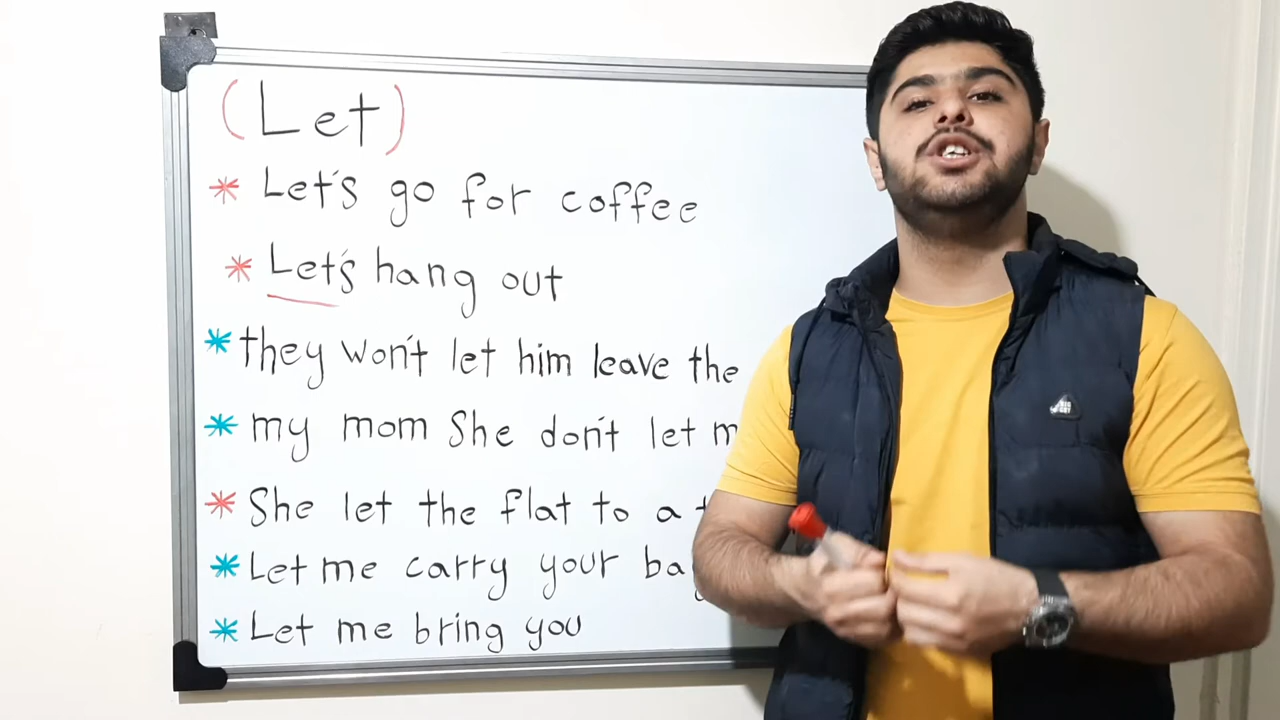 (Let)
* Let's go for coffee
* Let's hang out
* they won't let him leave the
* my mom She don't let m
* She let the flat to a t
* Let me carry your ba
* Let me bring you